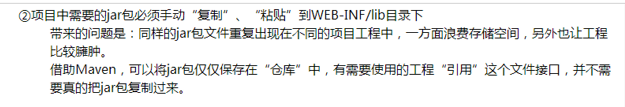 ②项目中需要的jar包必须手动“复制”、“粘贴”到WEB-INF/lib目录下
带来的问题是：同样的jar包文件重复出现在不同的项目工程中，一方面浪费存储空间，另外也让工程
比较臃肿。
借助Maven，可以将jar包仅仅保存在“仓库”中，有需要使用的工程“引用”这个文件接口，并不需
要真的把jar包复制过来。